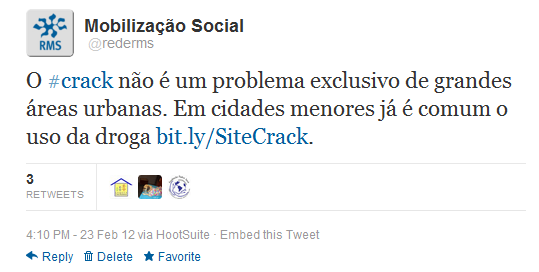 RMS
Mobilização Social
@rederms
O #crack não é um problema exclusivo de grandes
áreas urbanas. Em cidades menores já é comum o
uso da droga bit.ly/SiteCrack.
3
RETWEETS
4:10 PM - 23 Feb 12 via HootSuite · Embed this Tweet
Reply Delete Favorite